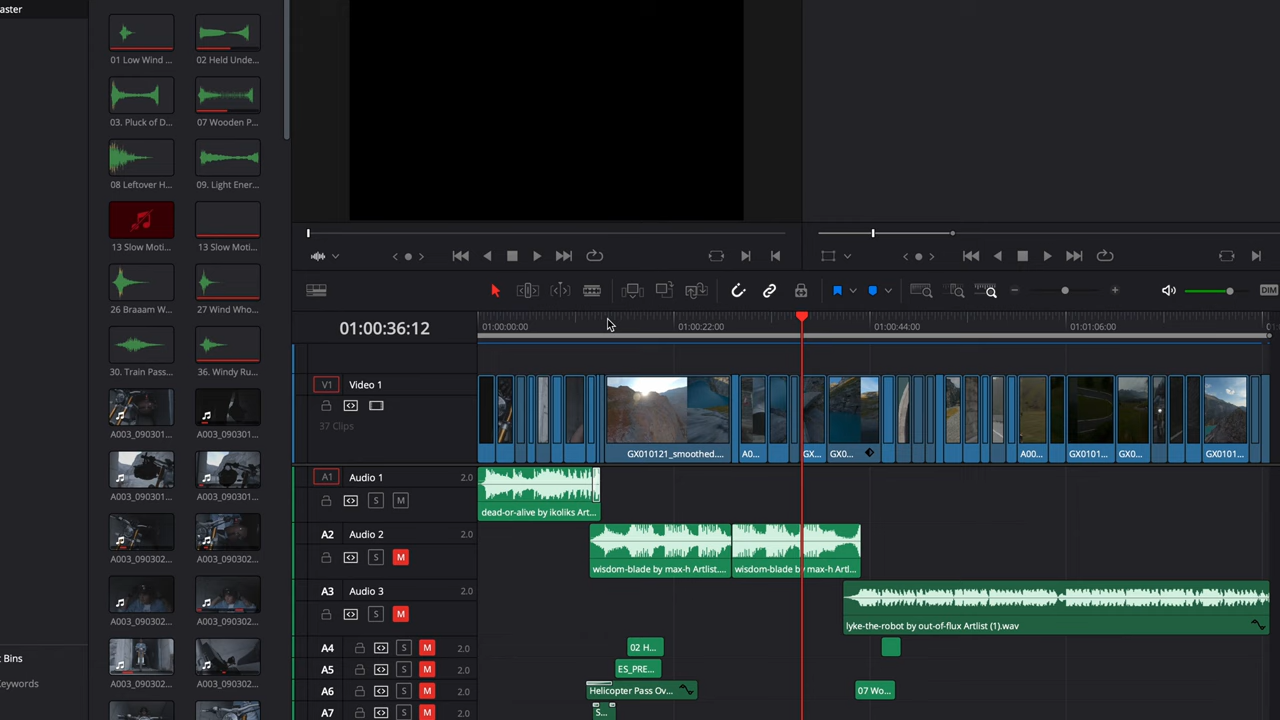 aster
01 Low Wind ...
02 Held Unde...
03. Pluck of D...
07 Wooden P...
08 Leftover H...
09. Light Ener...
13 Slow Moti...
13 Slow Moti...
26 Braaam W...
27 Wind Who...
30. Train Pass...
36. Windy Ru...
A003_090301...
A003_090301...
A003_090301...
A003_090301...
A003_090302...
A003_090302...
A003_090302...
A003_090302...
A003_090302...
A003_090302...
t Bins
Keywords
DIM
01:00:36:12
01:00:00:00
01:00:22:00
01:00:44:00
01:01:06:00
V1
Video 1
37 Clips
GX010121_smoothed....
A0...
GX...
GX0...
A00...
GX0101...
GX0...
GX0101...
A1
Audio 1
2.0
S
M
dead-or-alive by ikoliks Art...
A2
Audio 2
2.0
S
M
wisdom-blade by max-h Artlist....
wisdom-blade by max-h Artl...
A3
Audio 3
2.0
S
M
lyke-the-robot by out-of-flux Artlist (1).wav
A4
S
M
2.0
02 H...
A5
S
M
2.0
ES_PRE...
A6
S
M
2.0
Helicopter Pass Ov...
07 Wo...
A7
S
M
2.0
S...